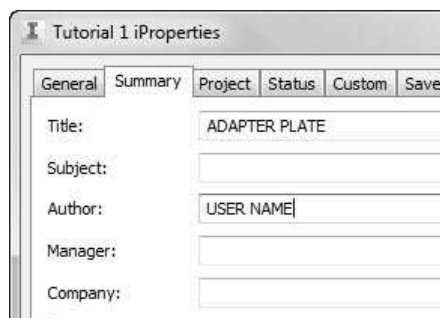 Tutorial 1 iProperties
General Summary Project Status Custom Save
Title: ADAPTER PLATE
Subject:
Author: USER NAME
Manager:
Company: